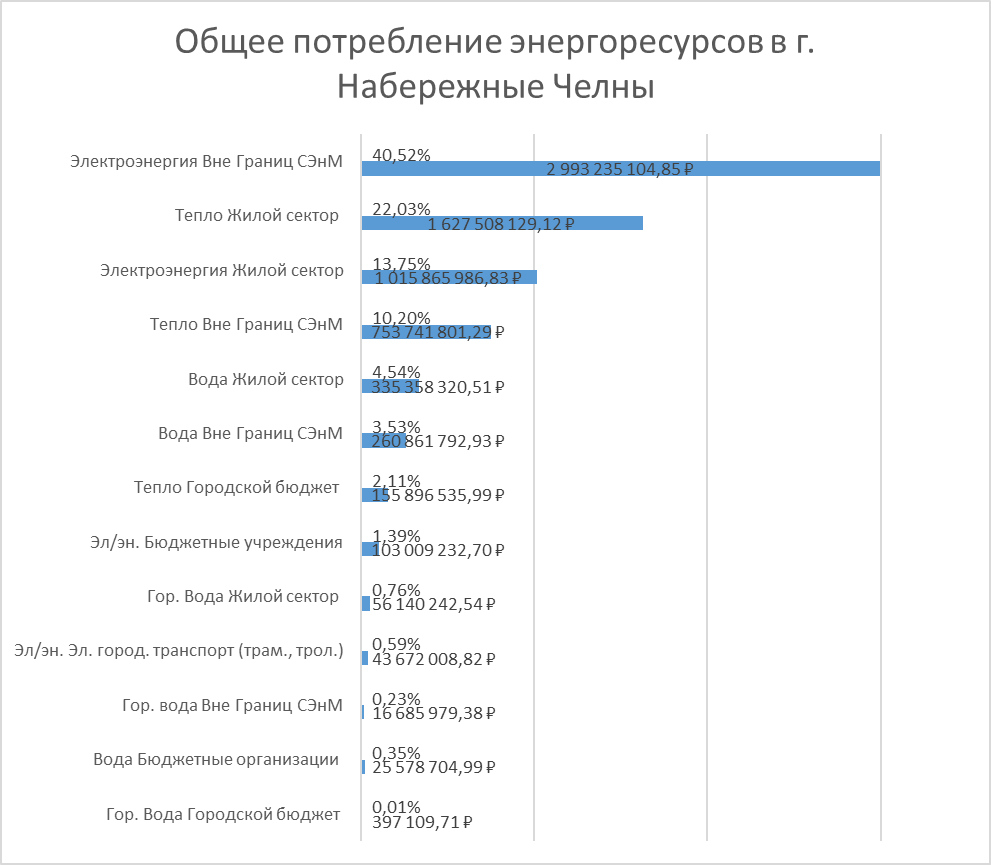 Общее потребление энергоресурсов в г.
Набережные Челны
Электроэнергия Вне Границ СЭнМ
40,52%
2 993 235 104,85 ₽
Тепло Жилой сектор
22,03%
1 627 508 129,12 ₽
Электроэнергия Жилой сектор
13,75%
1 015 865 986,83 ₽
Тепло Вне Границ СЭнМ
10,20%
753 741 801,29 ₽
Вода Жилой сектор
4,54%
335 358 320,51 ₽
Вода Вне Границ СЭнМ
3,53%
260 861 792,93 ₽
Тепло Городской бюджет
2,11%
155 896 535,99 ₽
Эл/эн. Бюджетные учреждения
1,39%
103 009 232,70 ₽
Гор. Вода Жилой сектор
0,76%
56 140 242,54 ₽
Эл/эн. Эл. город. транспорт (трам., трол.)
0,59%
43 672 008,82 ₽
Гор. вода Вне Границ СЭнМ
0,23%
16 685 979,38 ₽
Вода Бюджетные организации
0,35%
25 578 704,99 ₽
Гор. Вода Городской бюджет
0,01%
397 109,71 ₽